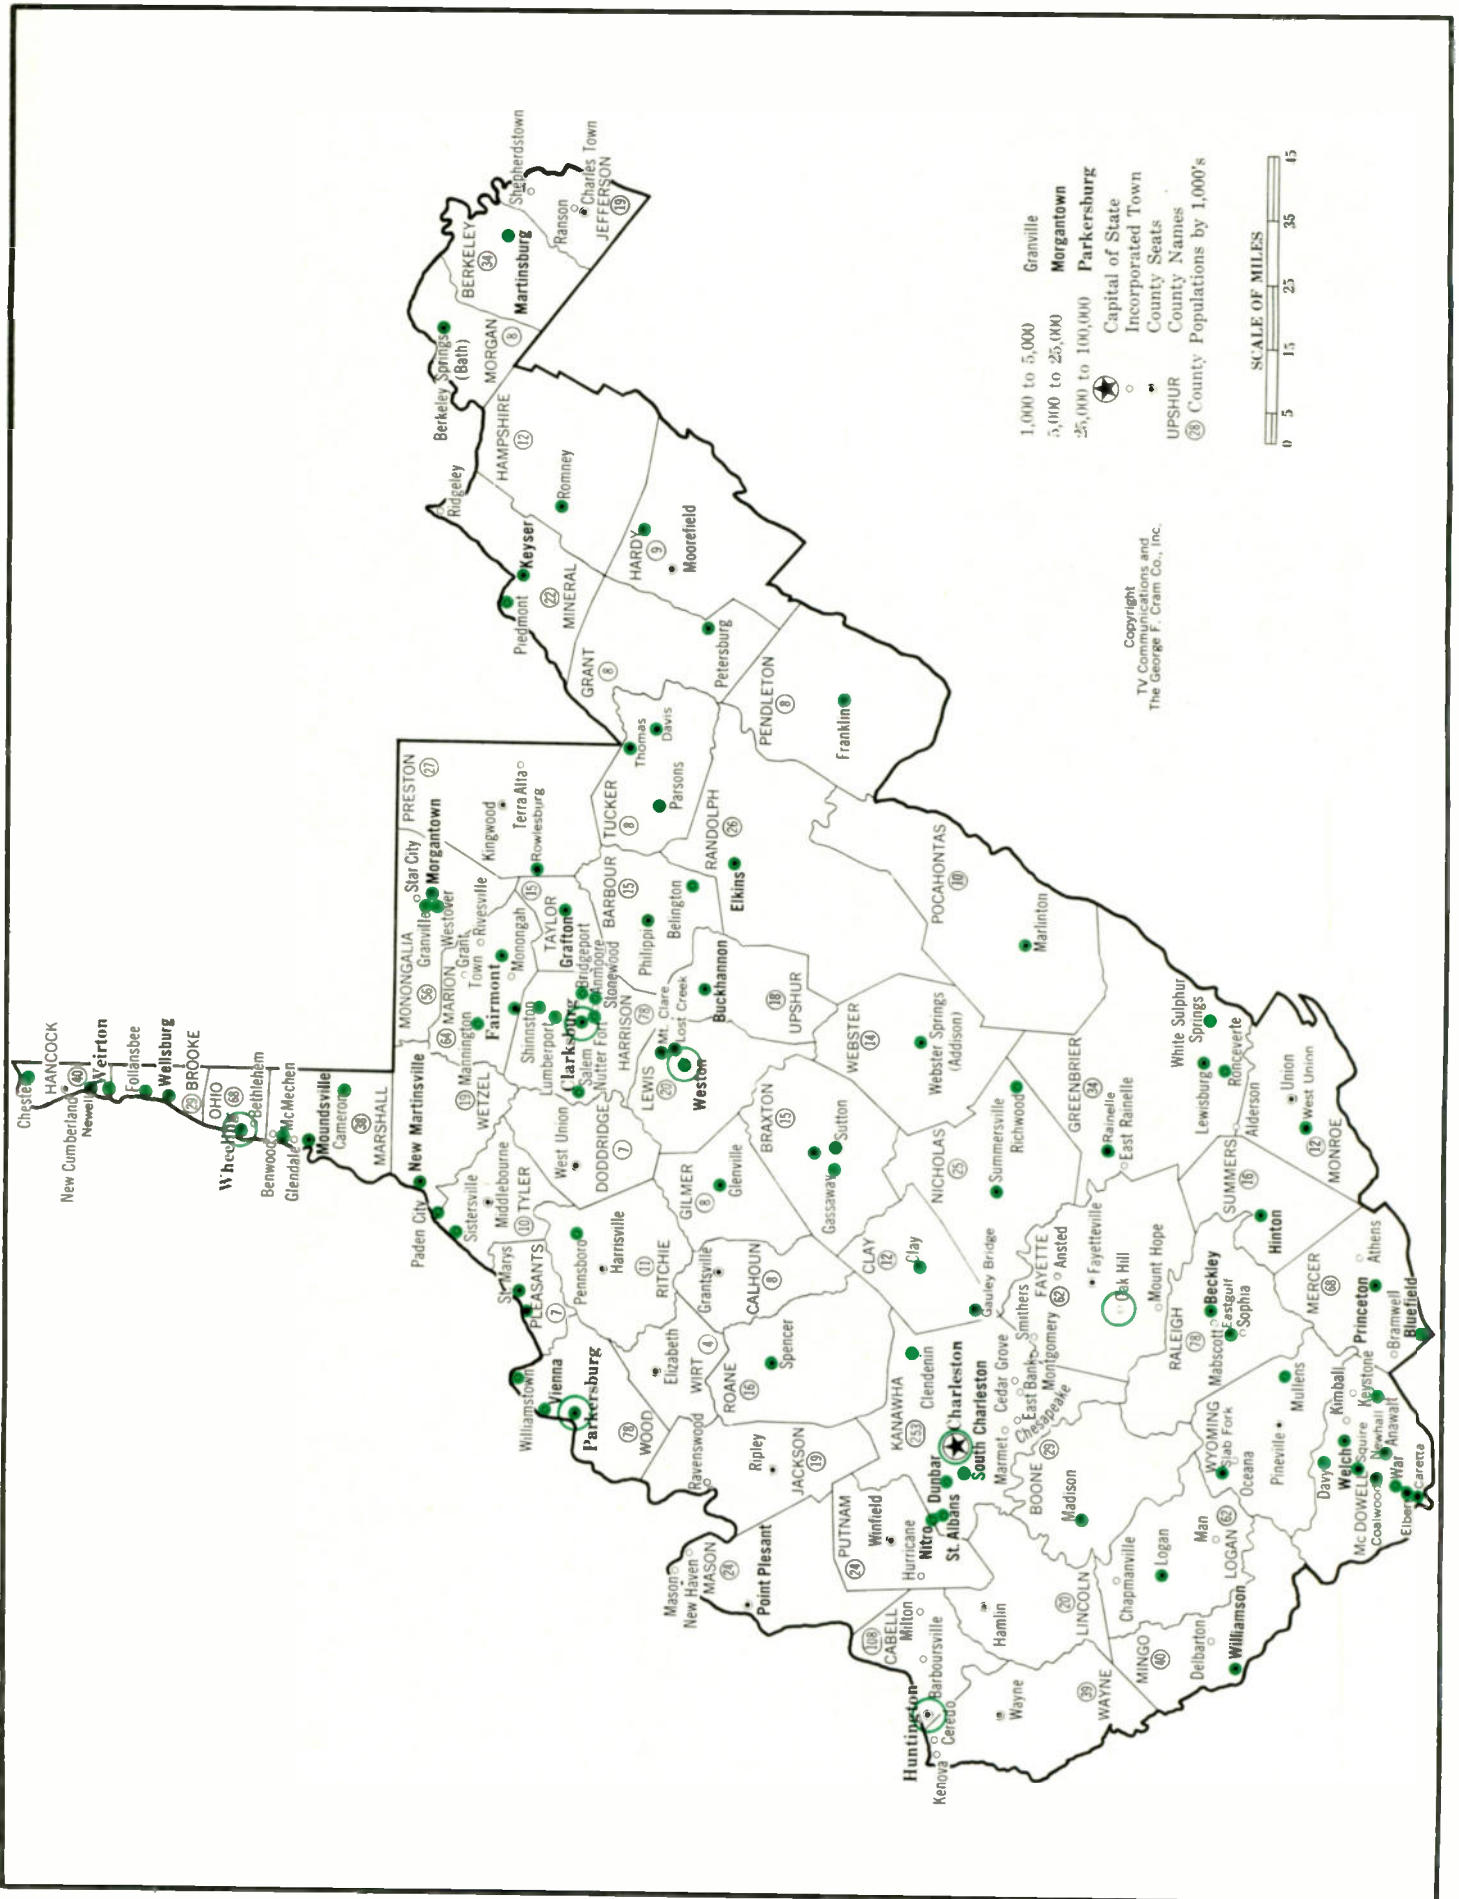 Chester
HANCOCK
40
New Cumberland
Newell
Weirton
Follansbee
Wellsburg
29
BROOKE
OHIO
68
Wheeling
Bethlehem
Benwood
McMechen
Glendale
Moundsville
Cameron
38
MARSHALL
New Martinsville
19
WETZEL
Paden City
Sistersville
Middlebourne
10
TYLER
St. Marys
PLEASANTS
7
Williamstown
Vienna
Parkersburg
78
WOOD
Pennsboro
Harrisville
11
RITCHIE
West Union
DODDRIDGE
7
MONONGALIA
56
Granville
Star City
Morgantown
Westover
PRESTON
27
Kingwood
Terra Alta
Rowlesburg
64
MARION
Grant
Town
Rivesville
Mannington
Fairmont
Monongah
15
TAYLOR
Grafton
Shinnston
Lumberport
Clarksburg
Salem
Nutter Fort
Bridgeport
Anmoore
Stonewood
HARRISON
78
Mt. Clare
Lost Creek
LEWIS
20
Weston
BARBOUR
15
Philippi
Belington
Buckhannon
18
UPSHUR
TUCKER
8
Thomas
Davis
Parsons
RANDOLPH
26
Elkins
GRANT
8
Petersburg
Piedmont
Keyser
22
MINERAL
Ridgeley
HAMPSHIRE
12
Romney
HARDY
9
Moorefield
PENDLETON
8
Franklin
Berkeley Springs
(Bath)
MORGAN
8
BERKELEY
34
Martinsburg
Shepherdstown
Ranson
Charles Town
JEFFERSON
19
Elizabeth
4
WIRT
Grantsville
CALHOUN
8
GILMER
8
Glenville
BRAXTON
15
Sutton
Gassaway
WEBSTER
14
Webster Springs
(Addison)
POCAHONTAS
10
Marlinton
Ravenswood
Ripley
JACKSON
19
ROANE
16
Spencer
CLAY
12
Clay
NICHOLAS
25
Summersville
Richwood
Mason
New Haven
MASON
24
Point Plesant
PUTNAM
24
Winfield
Hurricane
Nitro
St. Albans
Dunbar
KANAWHA
253
Clendenin
Charleston
South Charleston
Marmet
Cedar Grove
East Bank
Chesapeake
Montgomery
Smithers
Gauley Bridge
FAYETTE
62
Ansted
Fayetteville
Oak Hill
Mount Hope
GREENBRIER
34
Rainelle
East Rainelle
White Sulphur
Springs
Lewisburg
Ronceverte
Alderson
Union
West Union
12
MONROE
SUMMERS
16
Hinton
RALEIGH
78
Beckley
Mabscott
Eastgulf
Sophia
MERCER
68
Athens
Princeton
Bramwell
Bluefield
108
CABELL
Milton
Barboursville
Huntington
Ceredo
Kenova
Wayne
39
WAYNE
Hamlin
20
LINCOLN
BOONE
29
Madison
Chapmanville
Logan
Man
LOGAN
62
MINGO
40
Delbarton
Williamson
WYOMING
Slab Fork
Oceana
Pineville
Mullens
Mc DOWELL
Davy
Welch
Kimball
Keystone
Squire
Newhall
Anawalt
Coalwood
War
Elbert
Caretta
1,000 to 5,000 Granville
5,000 to 25,000 Morgantown
25,000 to 100,000 Parkersburg
Capital of State
Incorporated Town
County Seats
UPSHUR County Names
28 County Populations by 1,000's
SCALE OF MILES
0 5 15 25 35 45
Copyright
TV Communications and
The George F. Cram Co., Inc.